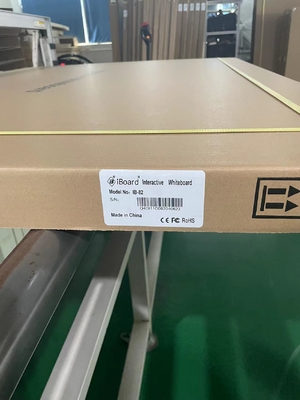 iBoard® Interactive Whiteboard
Model No: IB-82
S/N:
Made in China CE FC RoHS